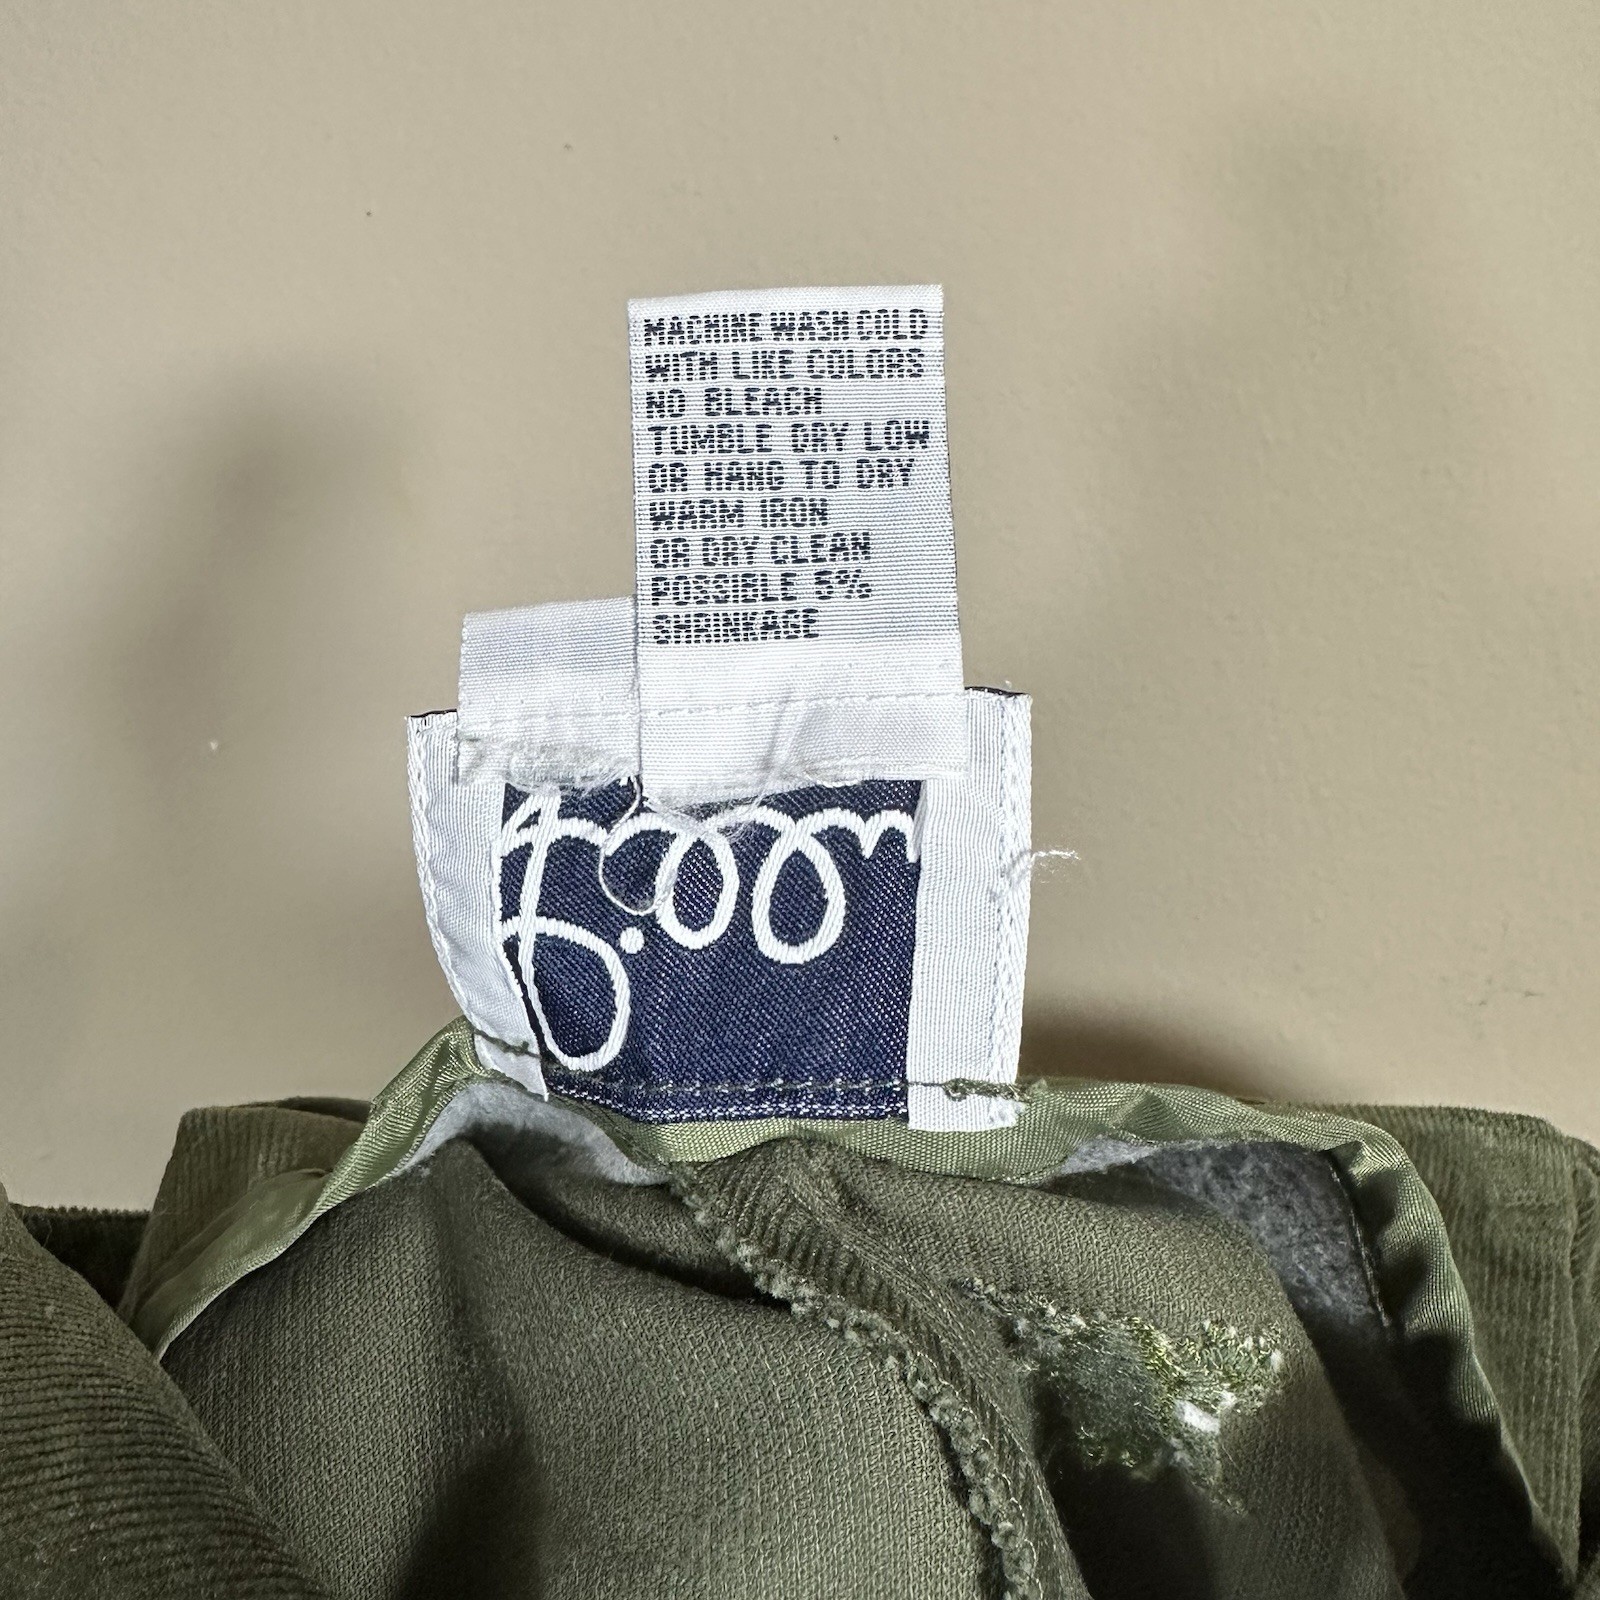 MACHINE WASH COLD
WITH LIKE COLORS
NO BLEACH
TUMBLE DRY LOW
OR HANG TO DRY
WARM IRON
OR DRY CLEAN
POSSIBLE 5%
SHRINKAGE